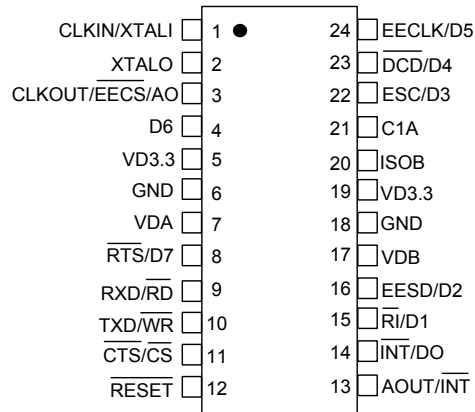 CLKIN/XTALI 1 24 EECLK/D5
XTALO 2 23 DCD/D4
CLKOUT/EECS/AO 3 22 ESC/D3
D6 4 21 C1A
VD3.3 5 20 ISOB
GND 6 19 VD3.3
VDA 7 18 GND
RTS/D7 8 17 VDB
RXD/RD 9 16 EESD/D2
TXD/WR 10 15 RI/D1
CTS/CS 11 14 INT/DO
RESET 12 13 AOUT/INT